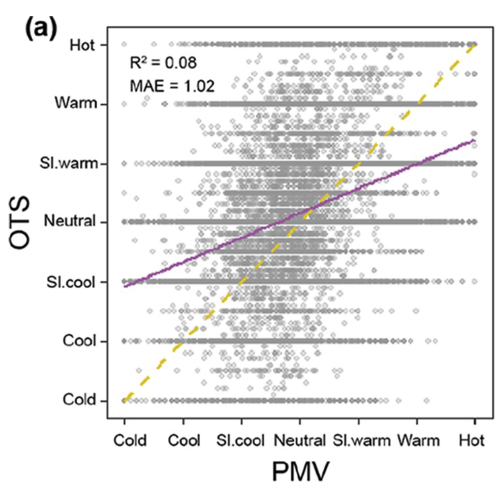 (a)
R² = 0.08
MAE = 1.02
Hot
Warm
Sl.warm
Neutral
Sl.cool
Cool
Cold
OTS
Cold Cool Sl.cool Neutral Sl.warm Warm Hot
PMV